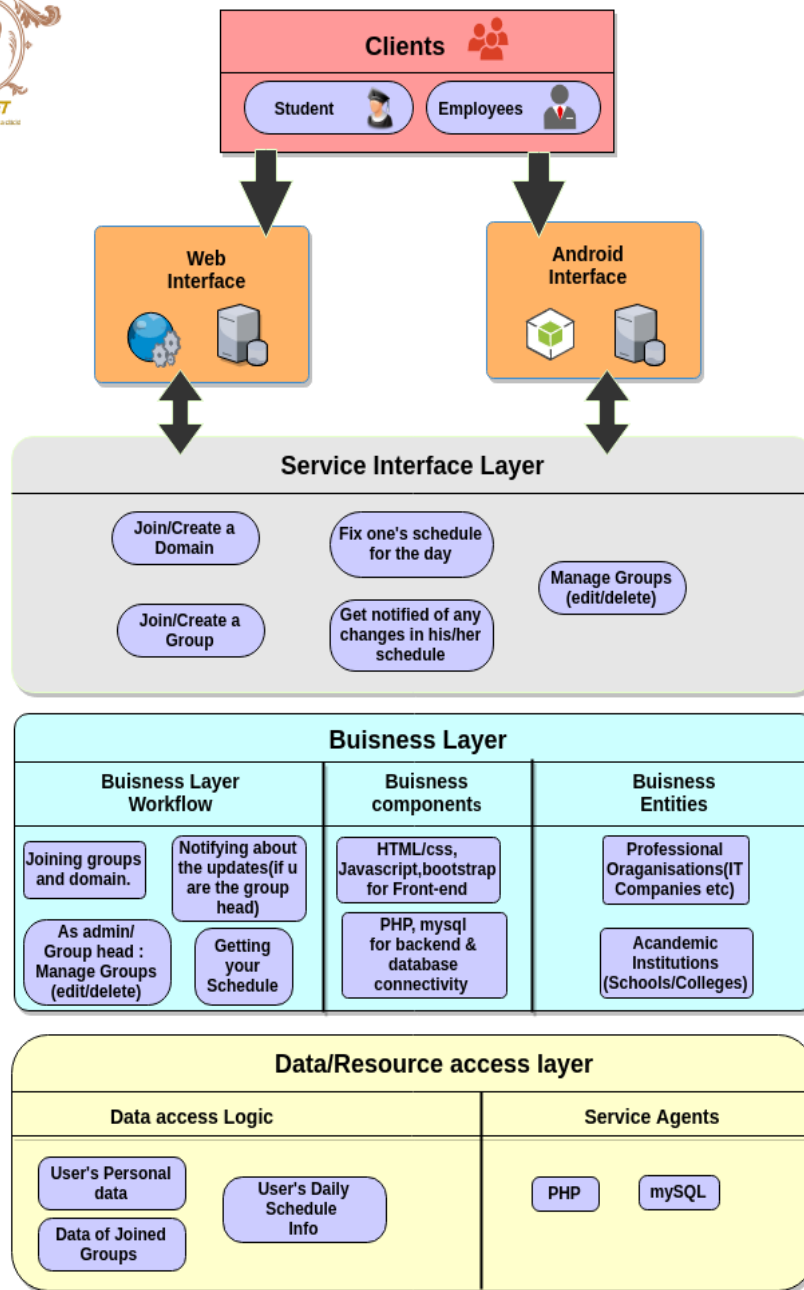 Clients
Student
Employees
Web
Interface
Android
Interface
Service Interface Layer
Join/Create a
Domain
Fix one's schedule
for the day
Manage Groups
(edit/delete)
Join/Create a
Group
Get notified of any
changes in his/her
schedule
Buisness Layer
Buisness Layer
Workflow
Buisness
components
Buisness
Entities
Joining groups
and domain.
Notifying about
the updates(if u
are the group
head)
As admin/
Group head :
Manage Groups
(edit/delete)
Getting
your
Schedule
HTML/css,
Javascript,bootstrap
for Front-end
PHP, mysql
for backend &
database
connectivity
Professional
Oraganisations(IT
Companies etc)
Acandemic
Institutions
(Schools/Colleges)
Data/Resource access layer
Data access Logic
Service Agents
User's Personal
data
User's Daily
Schedule
Info
Data of Joined
Groups
PHP
mySQL